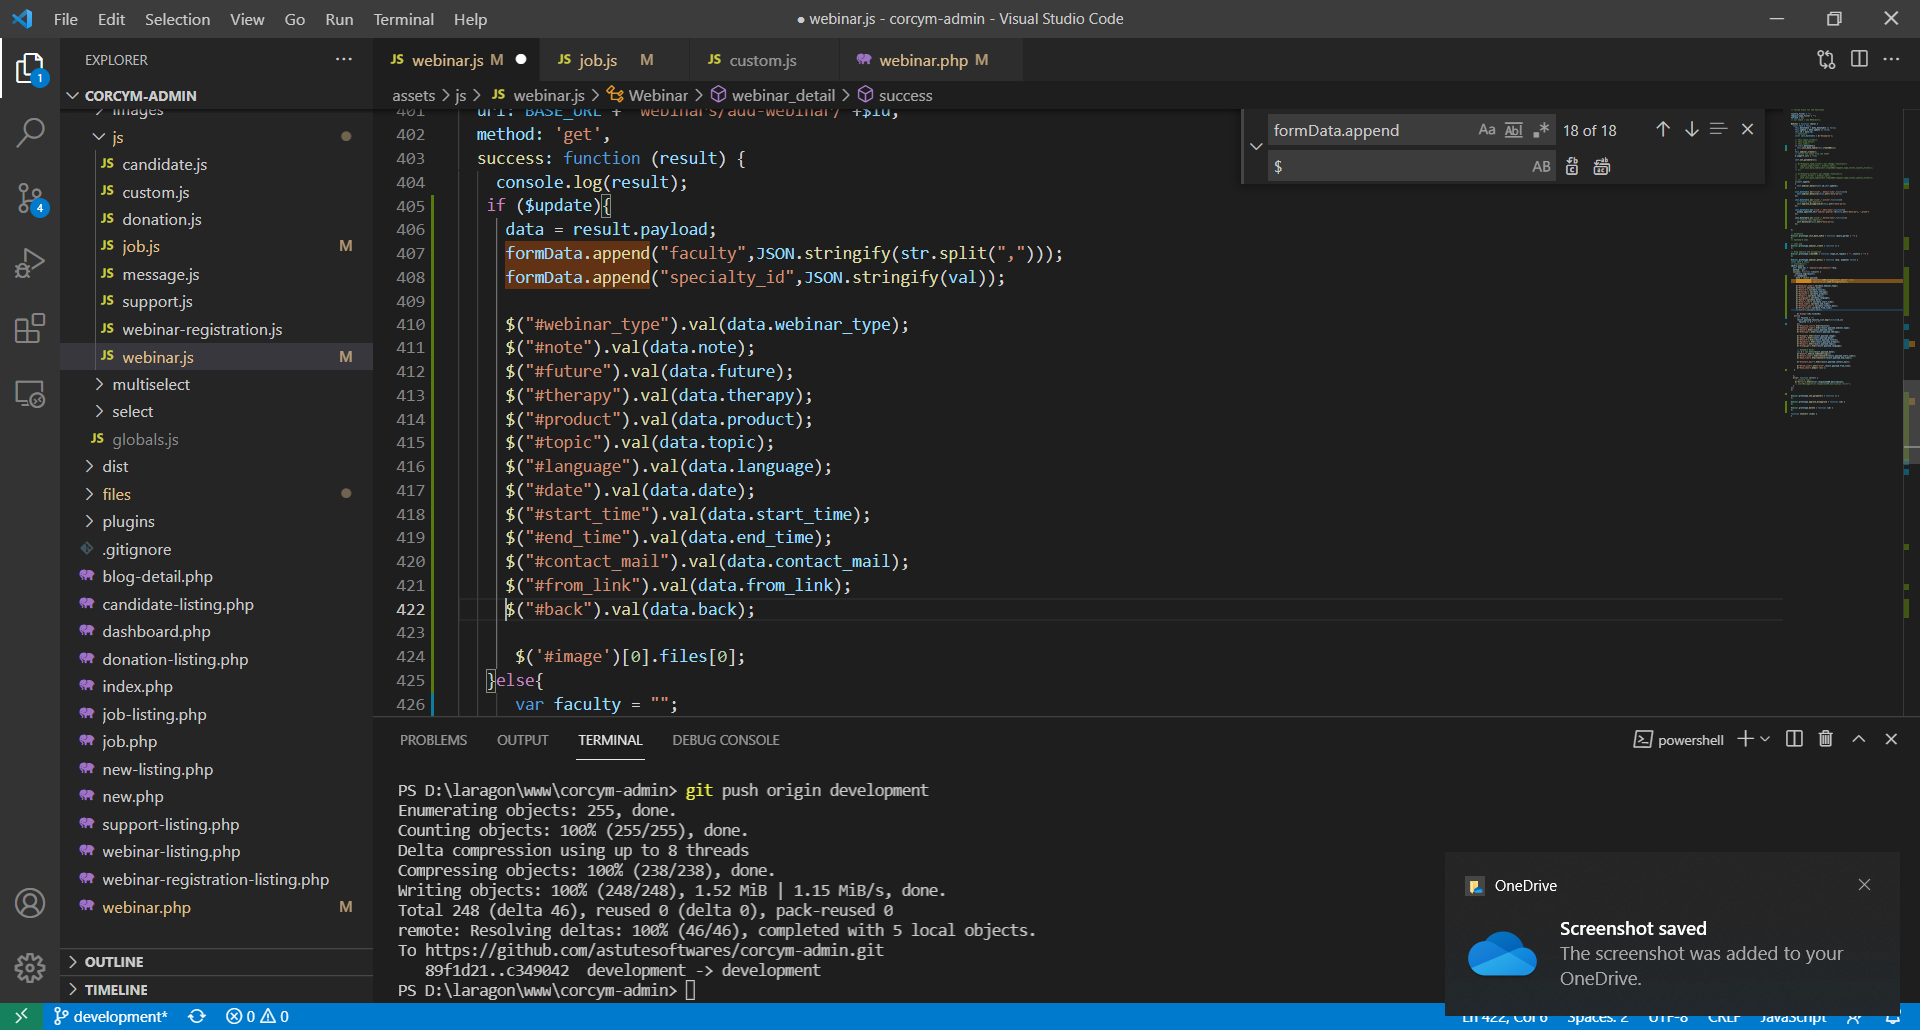 File Edit Selection View Go Run Terminal Help
● webinar.js - corcym-admin - Visual Studio Code
EXPLORER ...
JS webinar.js M ●
JS job.js M
JS custom.js
webinar.php M
CORCYM-ADMIN
assets > js > JS webinar.js > Webinar > webinar_detail > success
images
js
JS candidate.js
JS custom.js
JS donation.js
JS job.js M
JS message.js
JS support.js
JS webinar-registration.js
JS webinar.js M
multiselect
select
JS globals.js
dist
files
plugins
.gitignore
blog-detail.php
candidate-listing.php
dashboard.php
donation-listing.php
index.php
job-listing.php
job.php
new-listing.php
new.php
support-listing.php
webinar-listing.php
webinar-registration-listing.php
webinar.php M
OUTLINE
TIMELINE
1
4
formData.append Aa Abl .* 18 of 18
$ AB
401 url: BASE_URL + "webinars/add-webinar/"+$id,
402 method: 'get',
403 success: function (result) {
404 console.log(result);
405 if ($update){
406 data = result.payload;
407 formData.append("faculty",JSON.stringify(str.split(",")));
408 formData.append("specialty_id",JSON.stringify(val));
409
410 $("#webinar_type").val(data.webinar_type);
411 $("#note").val(data.note);
412 $("#future").val(data.future);
413 $("#therapy").val(data.therapy);
414 $("#product").val(data.product);
415 $("#topic").val(data.topic);
416 $("#language").val(data.language);
417 $("#date").val(data.date);
418 $("#start_time").val(data.start_time);
419 $("#end_time").val(data.end_time);
420 $("#contact_mail").val(data.contact_mail);
421 $("#from_link").val(data.from_link);
422 $("#back").val(data.back);
423
424 $('#image')[0].files[0];
425 }else{
426 var faculty = "";
PROBLEMS OUTPUT TERMINAL DEBUG CONSOLE
powershell
PS D:\laragon\www\corcym-admin> git push origin development
Enumerating objects: 255, done.
Counting objects: 100% (255/255), done.
Delta compression using up to 8 threads
Compressing objects: 100% (238/238), done.
Writing objects: 100% (248/248), 1.52 MiB | 1.15 MiB/s, done.
Total 248 (delta 46), reused 0 (delta 0), pack-reused 0
remote: Resolving deltas: 100% (46/46), completed with 5 local objects.
To https://github.com/astutesoftwares/corcym-admin.git
89f1d21..c349042 development -> development
PS D:\laragon\www\corcym-admin>
OneDrive
Screenshot saved
The screenshot was added to your
OneDrive.
development* 0 0
Ln 422, Col 6 Spaces: 2 UTF-8 CRLF JavaScript